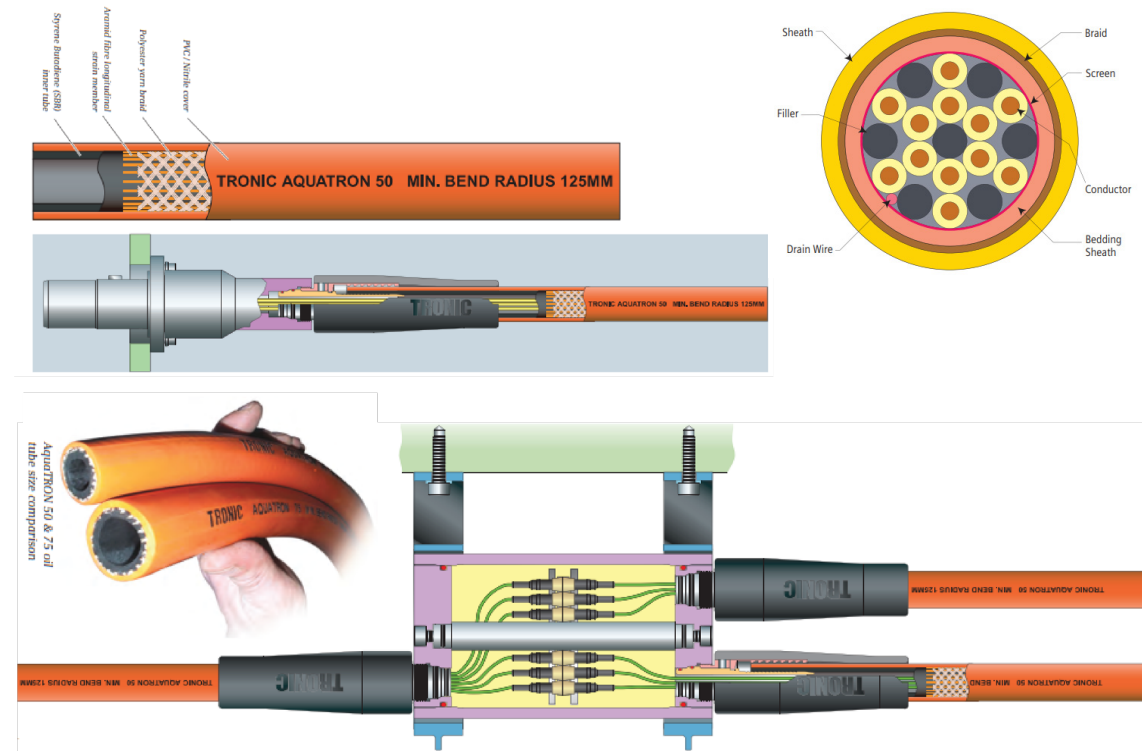 Styrene Butadiene (SBR)
inner tube
Aramid fibre longitudinal
strain member
Polyester yarn braid
PVC / Nitrile cover
TRONIC AQUATRON 50 MIN. BEND RADIUS 125MM
Sheath
Braid
Screen
Filler
Conductor
Drain Wire
Bedding
Sheath
TRONIC
TRONIC AQUATRON 50 MIN. BEND RADIUS 125MM
AquaTRON 50 & 75 oil
tube size comparison
TRONIC
TRONIC AQUATRON
TRONIC
TRONIC AQUATRON 50 MIN. BEND RADIUS 125MM
TRONIC AQUATRON 50 MIN. BEND RADIUS 125MM
TRONIC
TRONIC
TRONIC AQUATRON 50 MIN. BEND